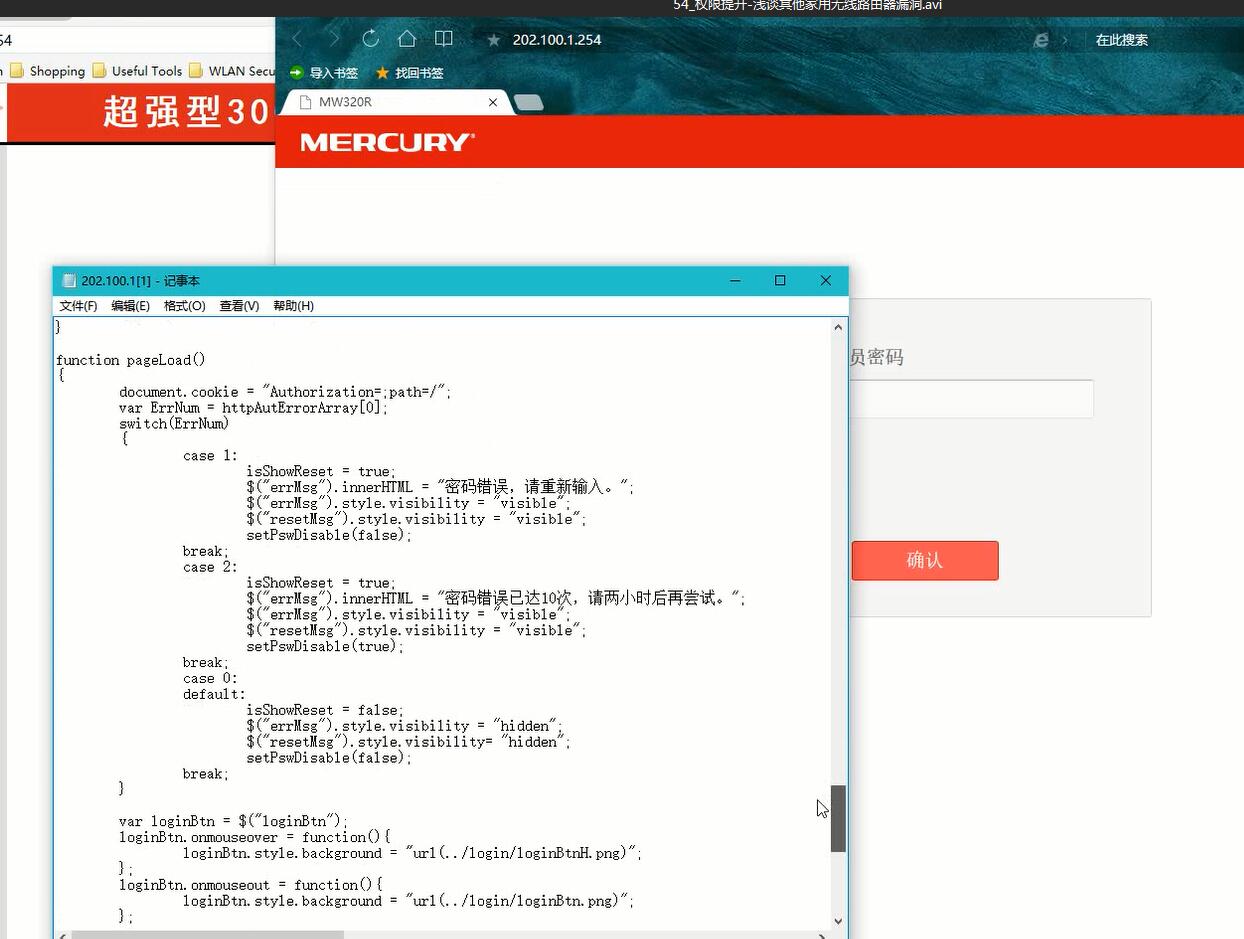 54_权限提升-浅谈其他家用无线路由器漏洞.avi
54
202.100.1.254
在此搜索
Shopping Useful Tools WLAN Secu
导入书签 找回书签
MW320R
超强型30
MERCURY
202.100.1[1] - 记事本
文件(F) 编辑(E) 格式(O) 查看(V) 帮助(H)
}
function pageLoad()
{
document.cookie = "Authorization=;path=/";
var ErrNum = httpAutErrorArray[0];
switch(ErrNum)
{
case 1:
isShowReset = true;
$("errMsg").innerHTML = "密码错误，请重新输入。";
$("errMsg").style.visibility = "visible";
$("resetMsg").style.visibility = "visible";
setPswDisable(false);
break;
case 2:
isShowReset = true;
$("errMsg").innerHTML = "密码错误已达10次，请两小时后再尝试。";
$("errMsg").style.visibility = "visible";
$("resetMsg").style.visibility = "visible";
setPswDisable(true);
break;
case 0:
default:
isShowReset = false;
$("errMsg").style.visibility = "hidden";
$("resetMsg").style.visibility= "hidden";
setPswDisable(false);
break;
}
var loginBtn = $("loginBtn");
loginBtn.onmouseover = function(){
loginBtn.style.background = "url(../login/loginBtnH.png)";
};
loginBtn.onmouseout = function(){
loginBtn.style.background = "url(../login/loginBtn.png)";
};
员密码
确认